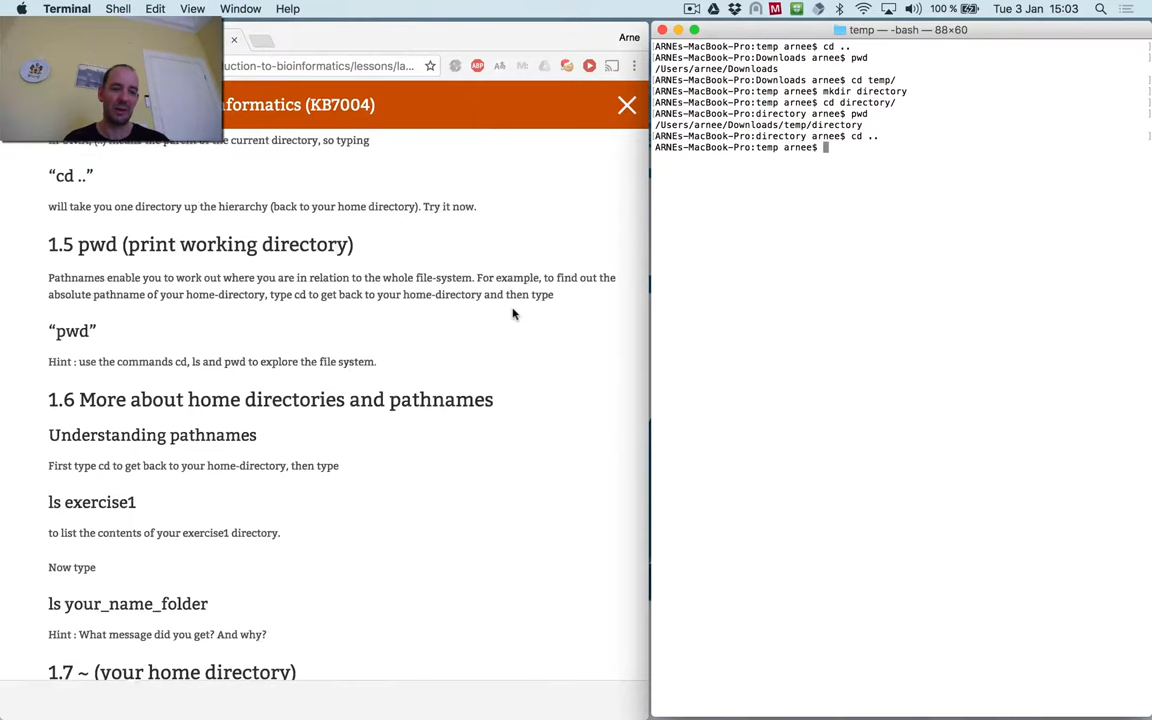 Terminal Shell Edit View Window Help
100 % Tue 3 Jan 15:03
Arne
uction-to-bioinformatics/lessons/la...
ABP
formatics (KB7004)
the current directory, so typing
“cd ..”
will take you one directory up the hierarchy (back to your home directory). Try it now.
1.5 pwd (print working directory)
Pathnames enable you to work out where you are in relation to the whole file-system. For example, to find out the
absolute pathname of your home-directory, type cd to get back to your home-directory and then type
“pwd”
Hint : use the commands cd, ls and pwd to explore the file system.
1.6 More about home directories and pathnames
Understanding pathnames
First type cd to get back to your home-directory, then type
ls exercise1
to list the contents of your exercise1 directory.
Now type
ls your_name_folder
Hint : What message did you get? And why?
1.7 ~ (your home directory)
temp — -bash — 88×60
[ARNEs-MacBook-Pro:temp arnee$ cd .. ]
[ARNEs-MacBook-Pro:Downloads arnee$ pwd ]
/Users/arnee/Downloads
[ARNEs-MacBook-Pro:Downloads arnee$ cd temp/ ]
[ARNEs-MacBook-Pro:temp arnee$ mkdir directory ]
[ARNEs-MacBook-Pro:temp arnee$ cd directory/ ]
[ARNEs-MacBook-Pro:directory arnee$ pwd ]
/Users/arnee/Downloads/temp/directory
[ARNEs-MacBook-Pro:directory arnee$ cd .. ]
ARNEs-MacBook-Pro:temp arnee$